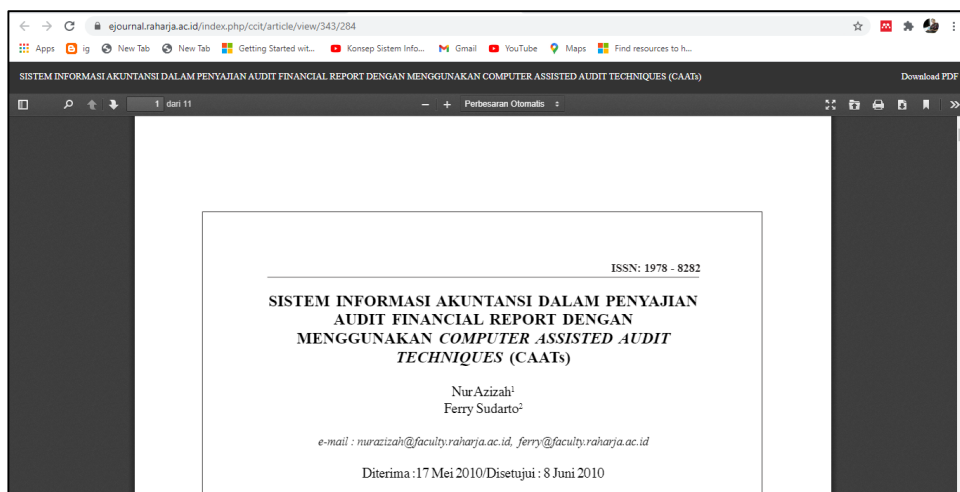 ejournal.raharja.ac.id/index.php/ccit/article/view/343/284
Apps ig New Tab New Tab Getting Started wit... Konsep Sistem Info... Gmail YouTube Maps Find resources to h...
SISTEM INFORMASI AKUNTANSI DALAM PENYAJIAN AUDIT FINANCIAL REPORT DENGAN MENGGUNAKAN COMPUTER ASSISTED AUDIT TECHNIQUES (CAATs) Download PDF
1 dari 11 Perbesaran Otomatis
ISSN: 1978 - 8282
SISTEM INFORMASI AKUNTANSI DALAM PENYAJIAN
AUDIT FINANCIAL REPORT DENGAN
MENGGUNAKAN COMPUTER ASSISTED AUDIT
TECHNIQUES (CAATs)
Nur Azizah¹
Ferry Sudarto²
e-mail : nurazizah@faculty.raharja.ac.id, ferry@faculty.raharja.ac.id
Diterima :17 Mei 2010/Disetujui : 8 Juni 2010